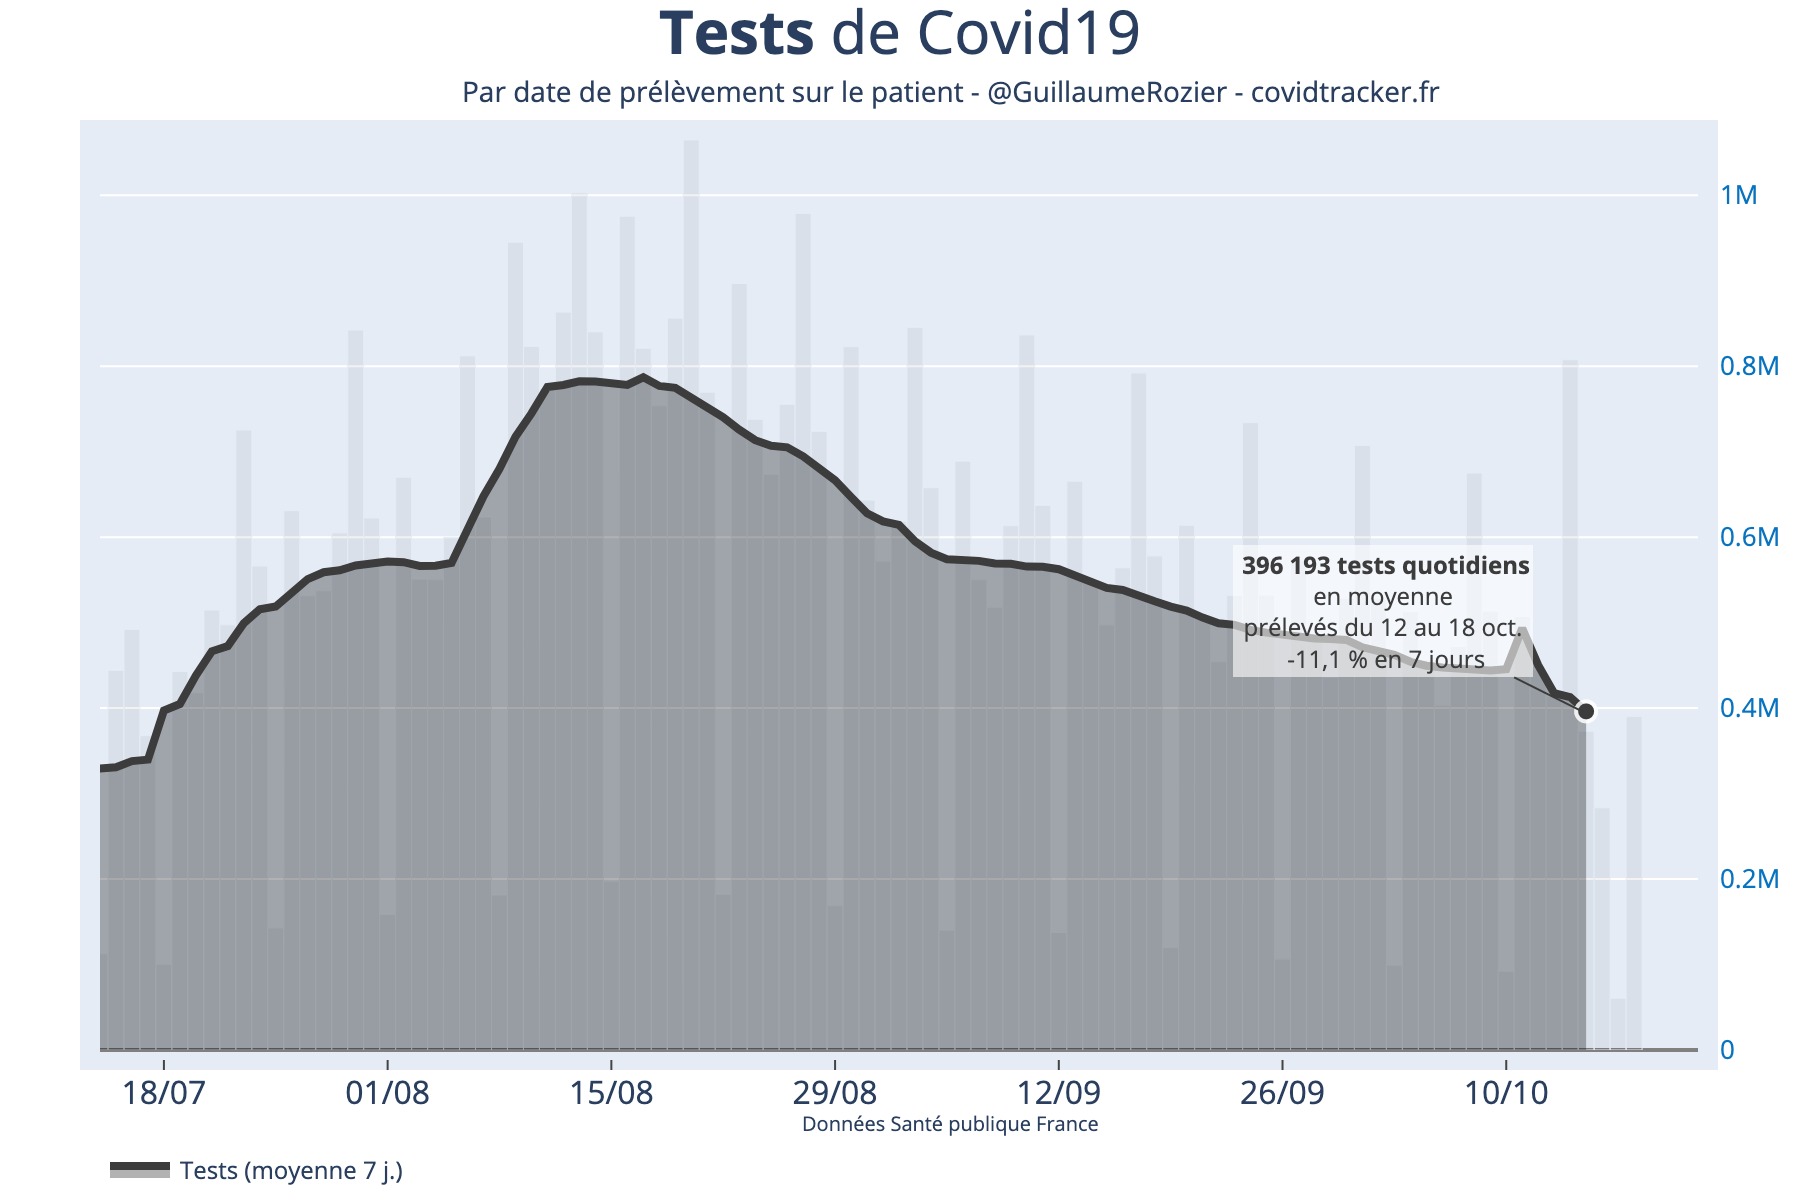 Tests de Covid19
Par date de prélèvement sur le patient - @GuillaumeRozier - covidtracker.fr
1M
0.8M
0.6M
396 193 tests quotidiens
en moyenne
prélevés du 12 au 18 oct.
-11,1 % en 7 jours
0.4M
0.2M
0
18/07 01/08 15/08 29/08 12/09 26/09 10/10
Données Santé publique France
Tests (moyenne 7 j.)